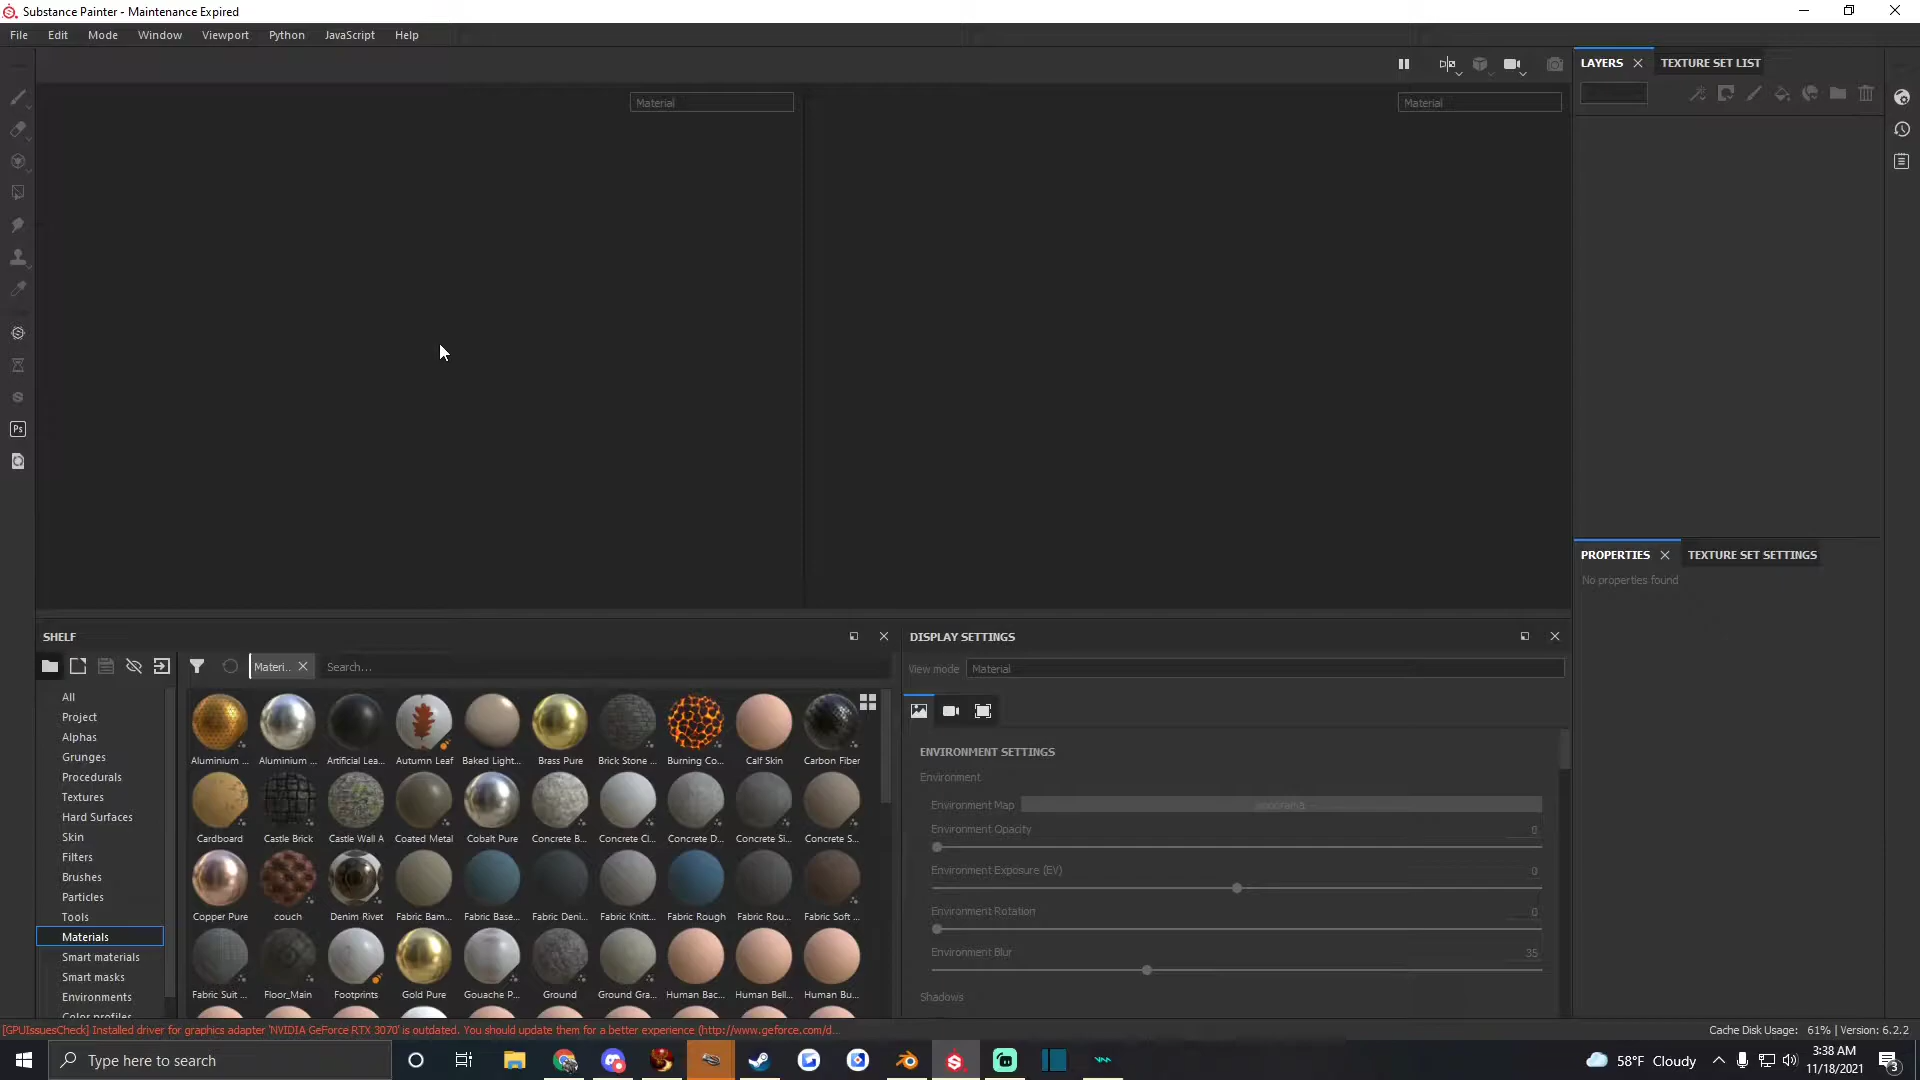 Substance Painter - Maintenance Expired
File Edit Mode Window Viewport Python JavaScript Help
LAYERS TEXTURE SET LIST
Material Material
PROPERTIES TEXTURE SET SETTINGS
No properties found
Ps
SHELF
Materi.. Search...
All
Project
Alphas
Grunges
Procedurals
Textures
Hard Surfaces
Skin
Filters
Brushes
Particles
Tools
Materials
Smart materials
Smart masks
Environments
Color profiles
Aluminium ... Aluminium ... Artificial Lea... Autumn Leaf Baked Light... Brass Pure Brick Stone ... Burning Co... Calf Skin Carbon Fiber
Cardboard Castle Brick Castle Wall A Coated Metal Cobalt Pure Concrete B... Concrete Cl... Concrete D... Concrete Si... Concrete S...
Copper Pure couch Denim Rivet Fabric Bam... Fabric Base... Fabric Deni... Fabric Knitt... Fabric Rough Fabric Rou... Fabric Soft ...
Fabric Suit ... Floor_Main Footprints Gold Pure Gouache P... Ground Ground Gra... Human Bac... Human Bell... Human Bu...
DISPLAY SETTINGS
View mode Material
ENVIRONMENT SETTINGS
Environment
Environment Map panorama
Environment Opacity 0
Environment Exposure (EV) 0
Environment Rotation 0
Environment Blur 35
Shadows
[GPUIssuesCheck] Installed driver for graphics adapter 'NVIDIA GeForce RTX 3070' is outdated. You should update them for a better experience (http://www.geforce.com/d...
Cache Disk Usage: 61% | Version: 6.2.2
Type here to search
58°F Cloudy
3:38 AM
11/18/2021
3